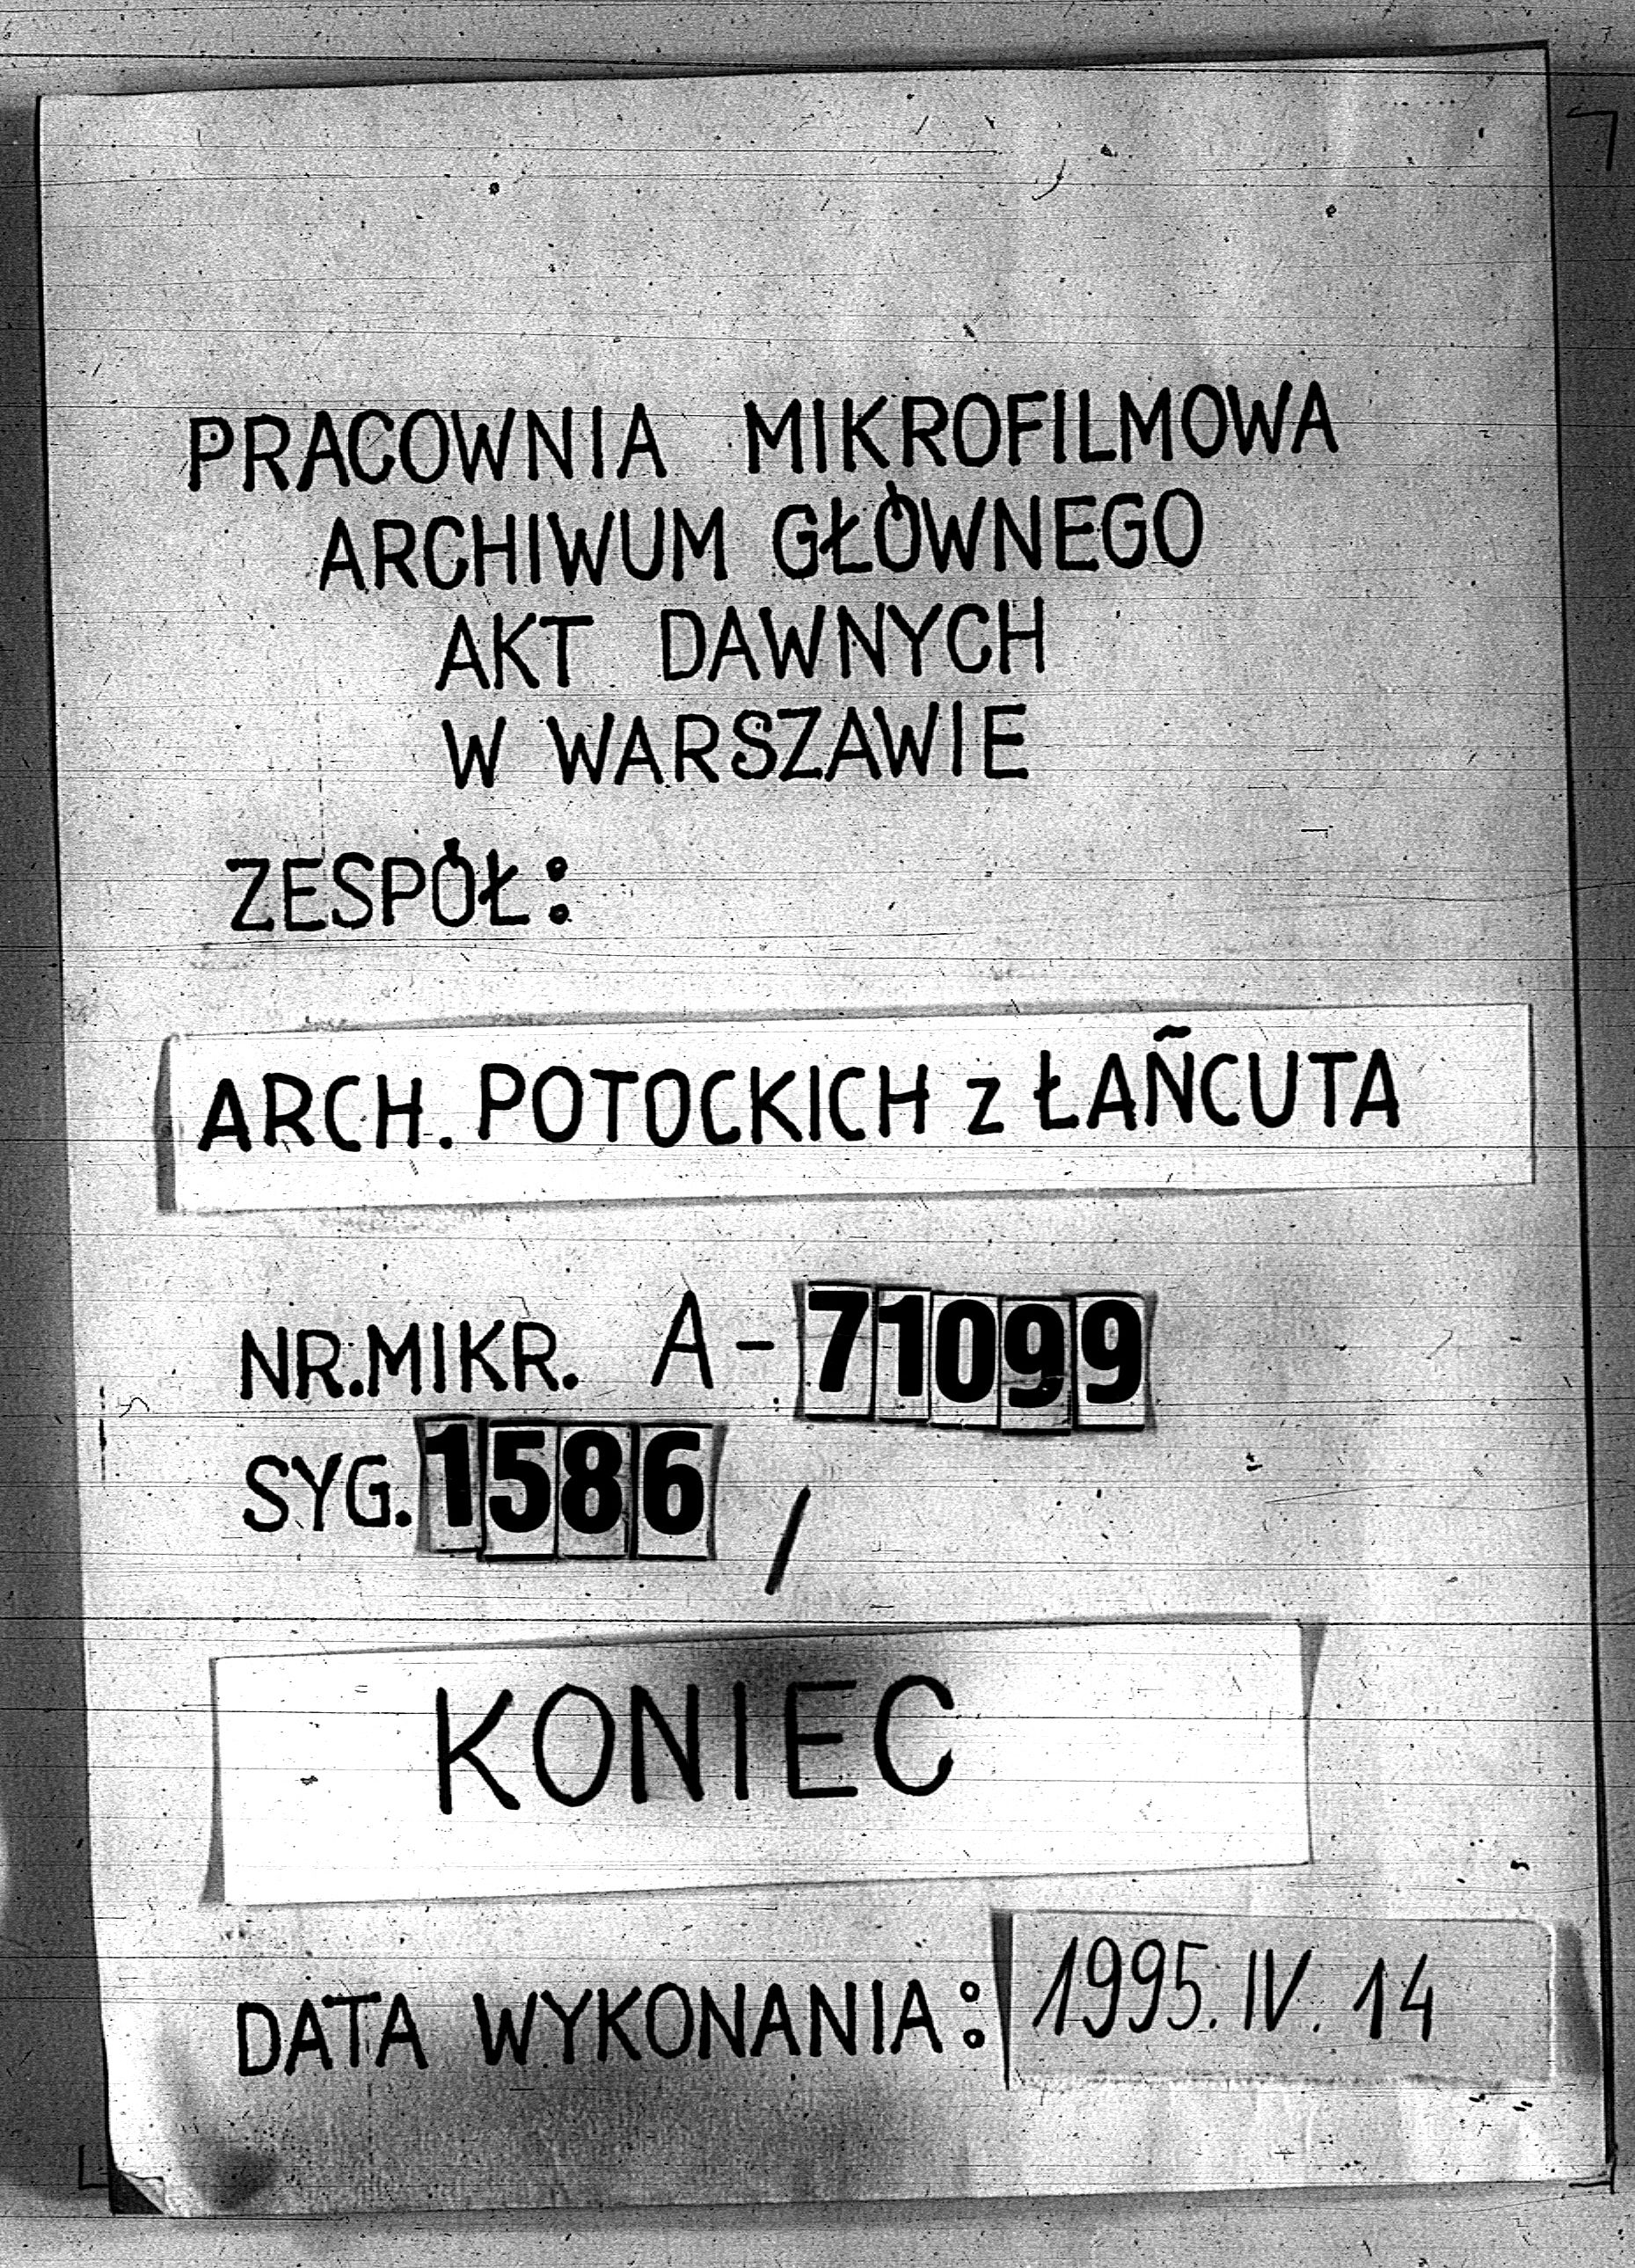 PRACOWNIA MIKROFILMOWA
ARCHIWUM GŁÓWNEGO
AKT DAWNYCH
W WARSZAWIE
ZESPÓŁ:
ARCH. POTOCKICH z ŁAŃCUTA
NR.MIKR. A-71099
SYG. 1586 /
KONIEC
DATA WYKONANIA: 1995. IV. 14